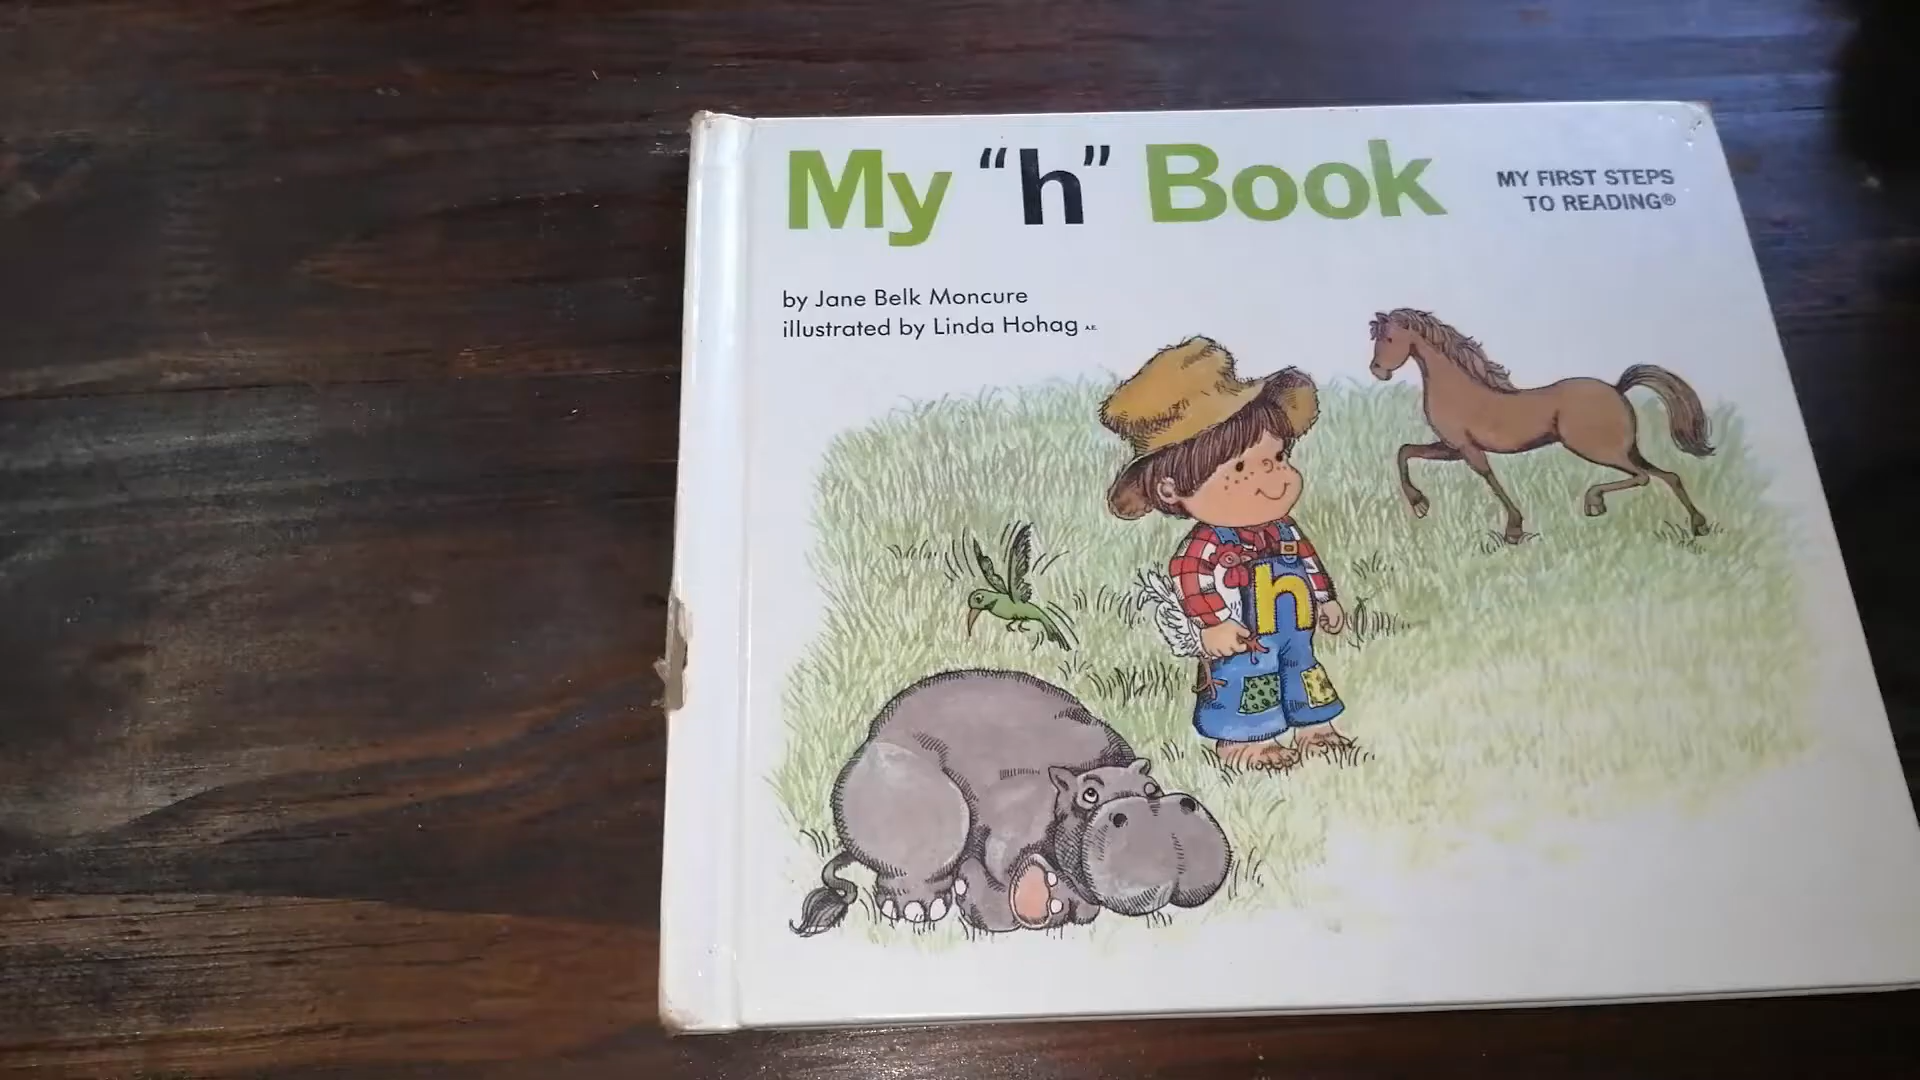 My "h" Book
MY FIRST STEPS
TO READING®
by Jane Belk Moncure
illustrated by Linda Hohag
h